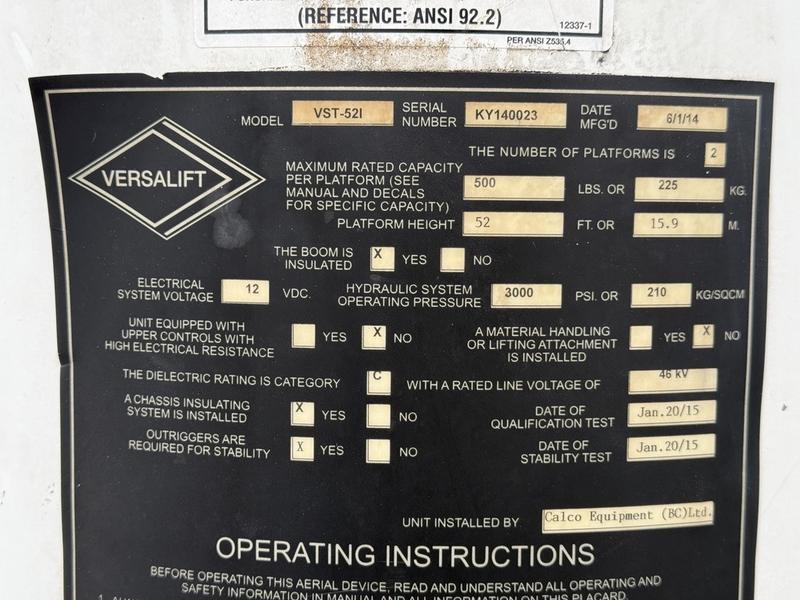 (REFERENCE: ANSI 92.2)
12337-1
PER ANSI Z535.4
VERSALIFT
MODEL VST-52I SERIAL NUMBER KY140023 DATE MFG'D 6/1/14
THE NUMBER OF PLATFORMS IS 2
MAXIMUM RATED CAPACITY
PER PLATFORM (SEE
MANUAL AND DECALS
FOR SPECIFIC CAPACITY) 500 LBS. OR 225 KG.
PLATFORM HEIGHT 52 FT. OR 15.9 M.
THE BOOM IS
INSULATED X YES NO
ELECTRICAL
SYSTEM VOLTAGE 12 VDC. HYDRAULIC SYSTEM
OPERATING PRESSURE 3000 PSI. OR 210 KG/SQCM
UNIT EQUIPPED WITH
UPPER CONTROLS WITH
HIGH ELECTRICAL RESISTANCE YES X NO
A MATERIAL HANDLING
OR LIFTING ATTACHMENT
IS INSTALLED YES X NO
THE DIELECTRIC RATING IS CATEGORY C WITH A RATED LINE VOLTAGE OF 46 kV
A CHASSIS INSULATING
SYSTEM IS INSTALLED X YES NO
DATE OF
QUALIFICATION TEST Jan.20/15
OUTRIGGERS ARE
REQUIRED FOR STABILITY X YES NO
DATE OF
STABILITY TEST Jan.20/15
UNIT INSTALLED BY Calco Equipment (BC)Ltd.
OPERATING INSTRUCTIONS
BEFORE OPERATING THIS AERIAL DEVICE, READ AND UNDERSTAND ALL OPERATING AND
SAFETY INFORMATION IN MANUAL AND ALL INFORMATION ON THIS PLACARD.